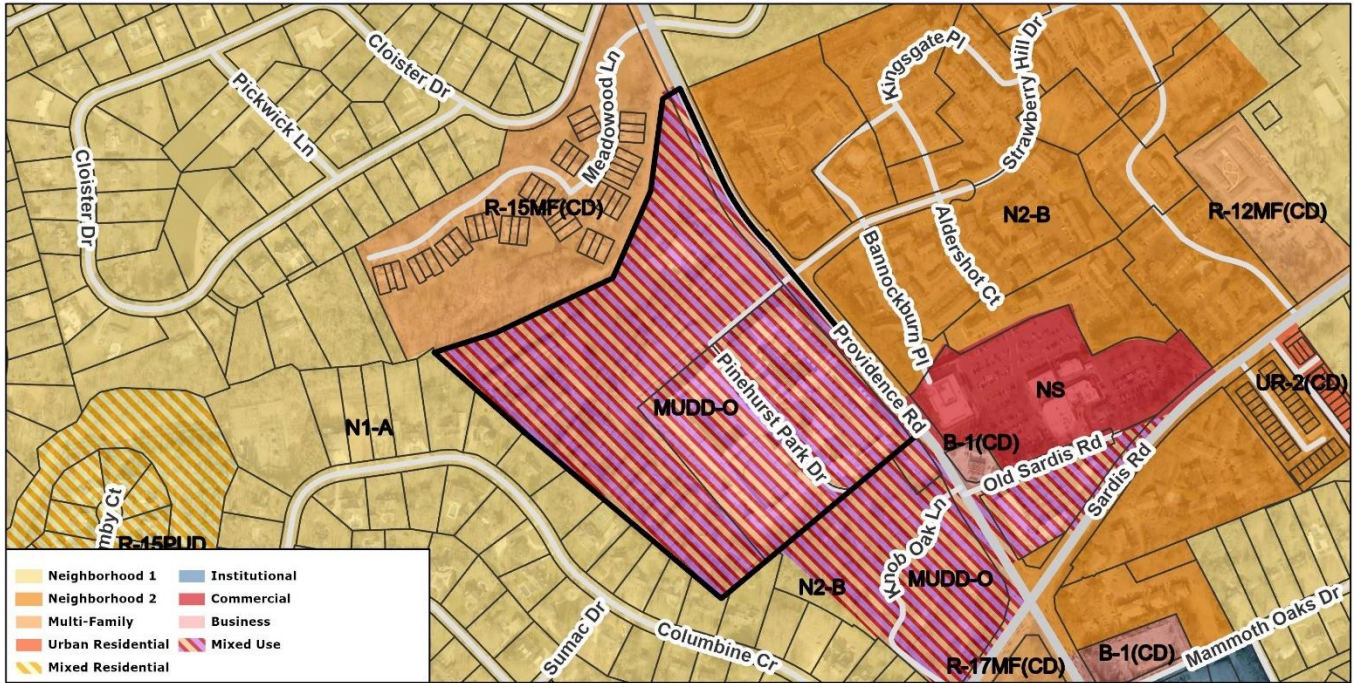 Cloister Dr
Pickwick Ln
Cloister Dr
Meadowood Ln
R-15MF(CD)
Kingsgate Pl
Strawberry Hill Dr
N2-B
R-12MF(CD)
Aldershot Ct
Bannockburn Pl
Providence Rd
Pinehurst Park Dr
MUDD-O
N1-A
NS
UR-2(CD)
B-1(CD)
Old Sardis Rd
Sardis Rd
mby Ct
R-15PUD
Knob Oak Ln
MUDD-O
N2-B
Columbine Cr
Sumac Dr
R-17MF(CD)
B-1(CD)
Mammoth Oaks Dr
Neighborhood 1
Neighborhood 2
Multi-Family
Urban Residential
Mixed Residential
Institutional
Commercial
Business
Mixed Use